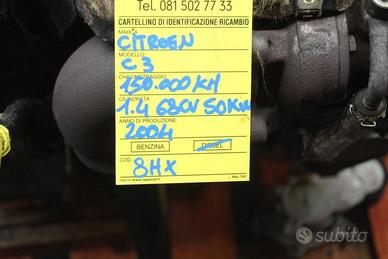 Tel. 081 502 77 33
CARTELLINO DI IDENTIFICAZIONE RICAMBIO
MARCA
CITROEN
MODELLO
C3
CHILOMETRAGGIO
150.000 KM
CILINDRATA
1.4 68CV 50KW
ANNO DI PRODUZIONE
2004
BENZINA DIESEL
COD.
8HX
subito